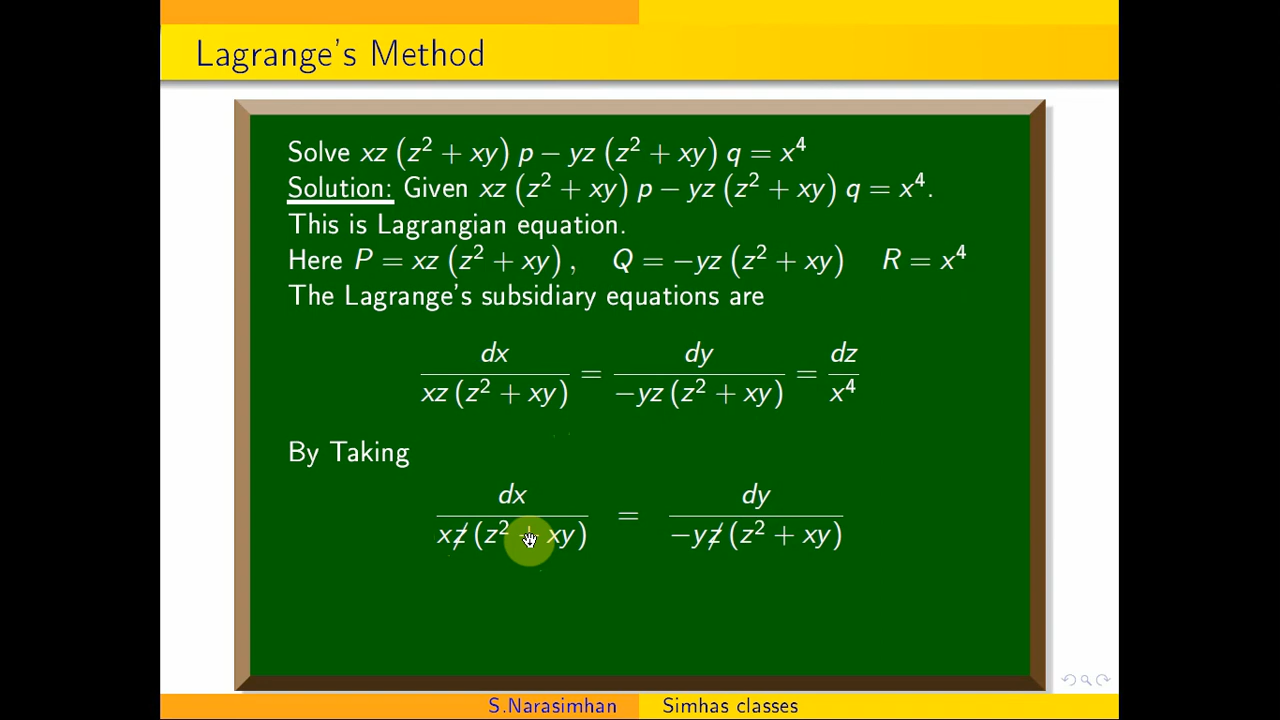 Lagrange's Method
Solve xz (z² + xy) p − yz (z² + xy) q = x⁴
Solution: Given xz (z² + xy) p − yz (z² + xy) q = x⁴.
This is Lagrangian equation.
Here P = xz (z² + xy) , Q = −yz (z² + xy) R = x⁴
The Lagrange's subsidiary equations are
dx / xz (z² + xy) = dy / −yz (z² + xy) = dz / x⁴
By Taking
dx / xz (z² + xy) = dy / −yz (z² + xy)
S.Narasimhan Simhas classes